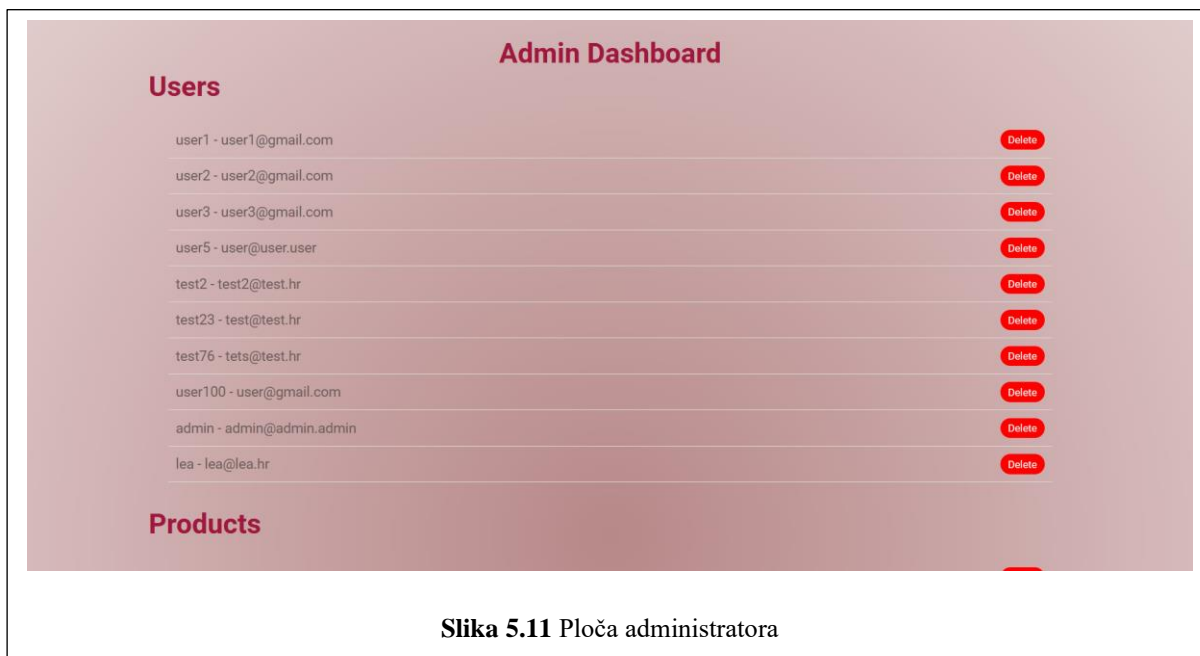 Admin Dashboard
Users
user1 - user1@gmail.com Delete
user2 - user2@gmail.com Delete
user3 - user3@gmail.com Delete
user5 - user@user.user Delete
test2 - test2@test.hr Delete
test23 - test@test.hr Delete
test76 - tets@test.hr Delete
user100 - user@gmail.com Delete
admin - admin@admin.admin Delete
lea - lea@lea.hr Delete
Products
Slika 5.11 Ploča administratora